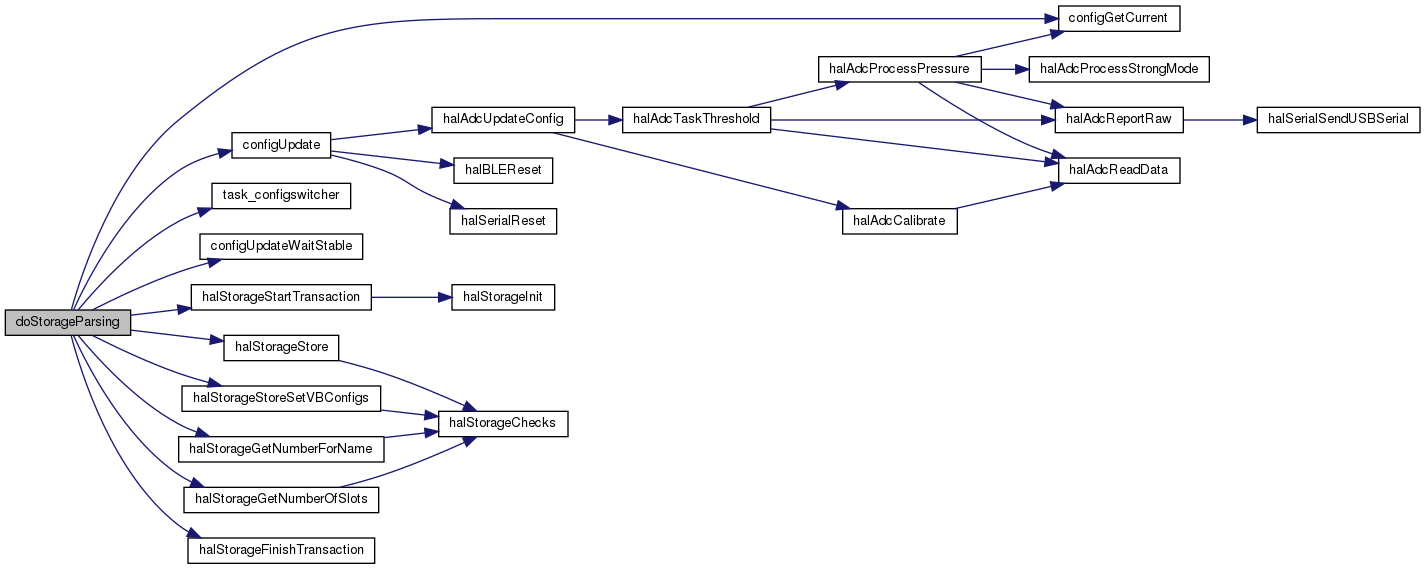 configGetCurrent
halAdcProcessPressure
halAdcProcessStrongMode
halAdcUpdateConfig
halAdcTaskThreshold
halAdcReportRaw
halSerialSendUSBSerial
configUpdate
halBLEReset
halAdcReadData
task_configswitcher
halSerialReset
halAdcCalibrate
configUpdateWaitStable
halStorageStartTransaction
halStorageInit
doStorageParsing
halStorageStore
halStorageStoreSetVBConfigs
halStorageChecks
halStorageGetNumberForName
halStorageGetNumberOfSlots
halStorageFinishTransaction